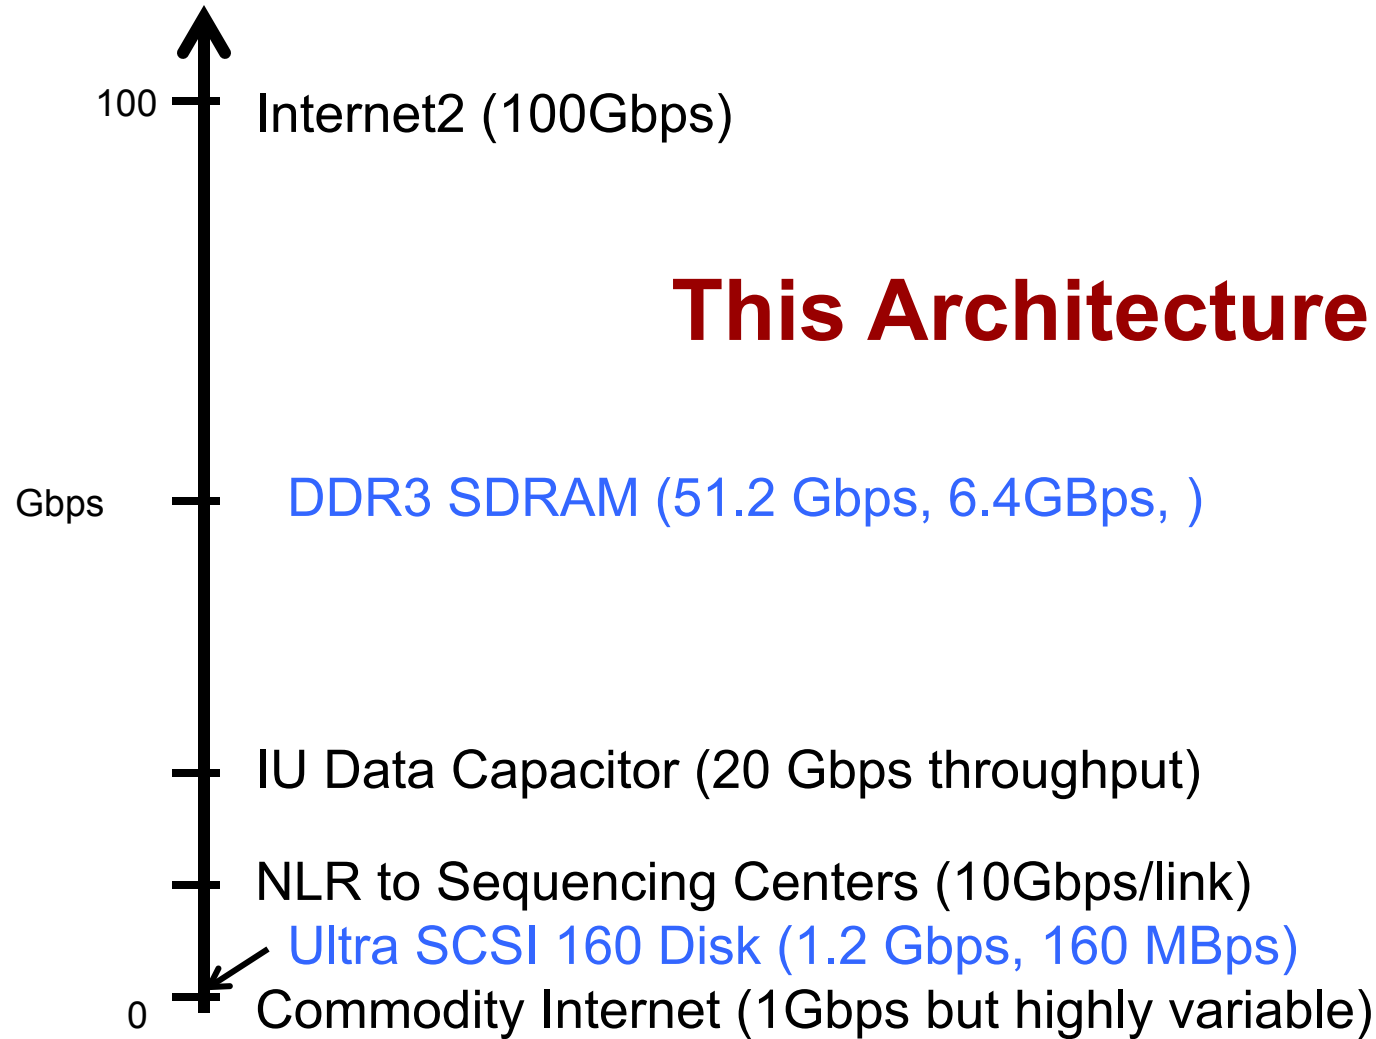 100
Internet2 (100Gbps)
This Architecture
Gbps
DDR3 SDRAM (51.2 Gbps, 6.4GBps, )
IU Data Capacitor (20 Gbps throughput)
NLR to Sequencing Centers (10Gbps/link)
Ultra SCSI 160 Disk (1.2 Gbps, 160 MBps)
0
Commodity Internet (1Gbps but highly variable)